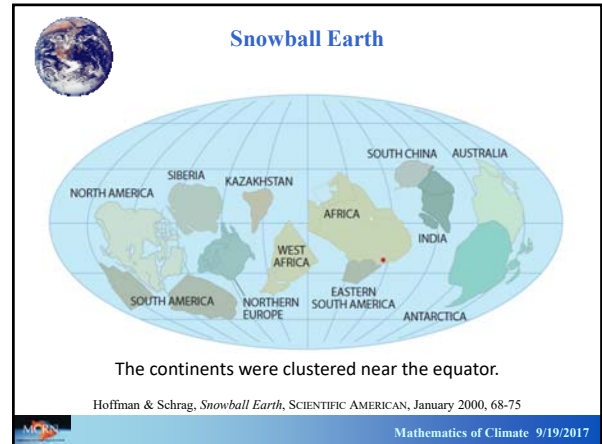 Snowball Earth
SOUTH CHINA
AUSTRALIA
SIBERIA
KAZAKHSTAN
NORTH AMERICA
AFRICA
INDIA
WEST
AFRICA
SOUTH AMERICA
NORTHERN
EUROPE
EASTERN
SOUTH AMERICA
ANTARCTICA
The continents were clustered near the equator.
Hoffman & Schrag, Snowball Earth, SCIENTIFIC AMERICAN, January 2000, 68-75
MCRN
Mathematics of Climate 9/19/2017